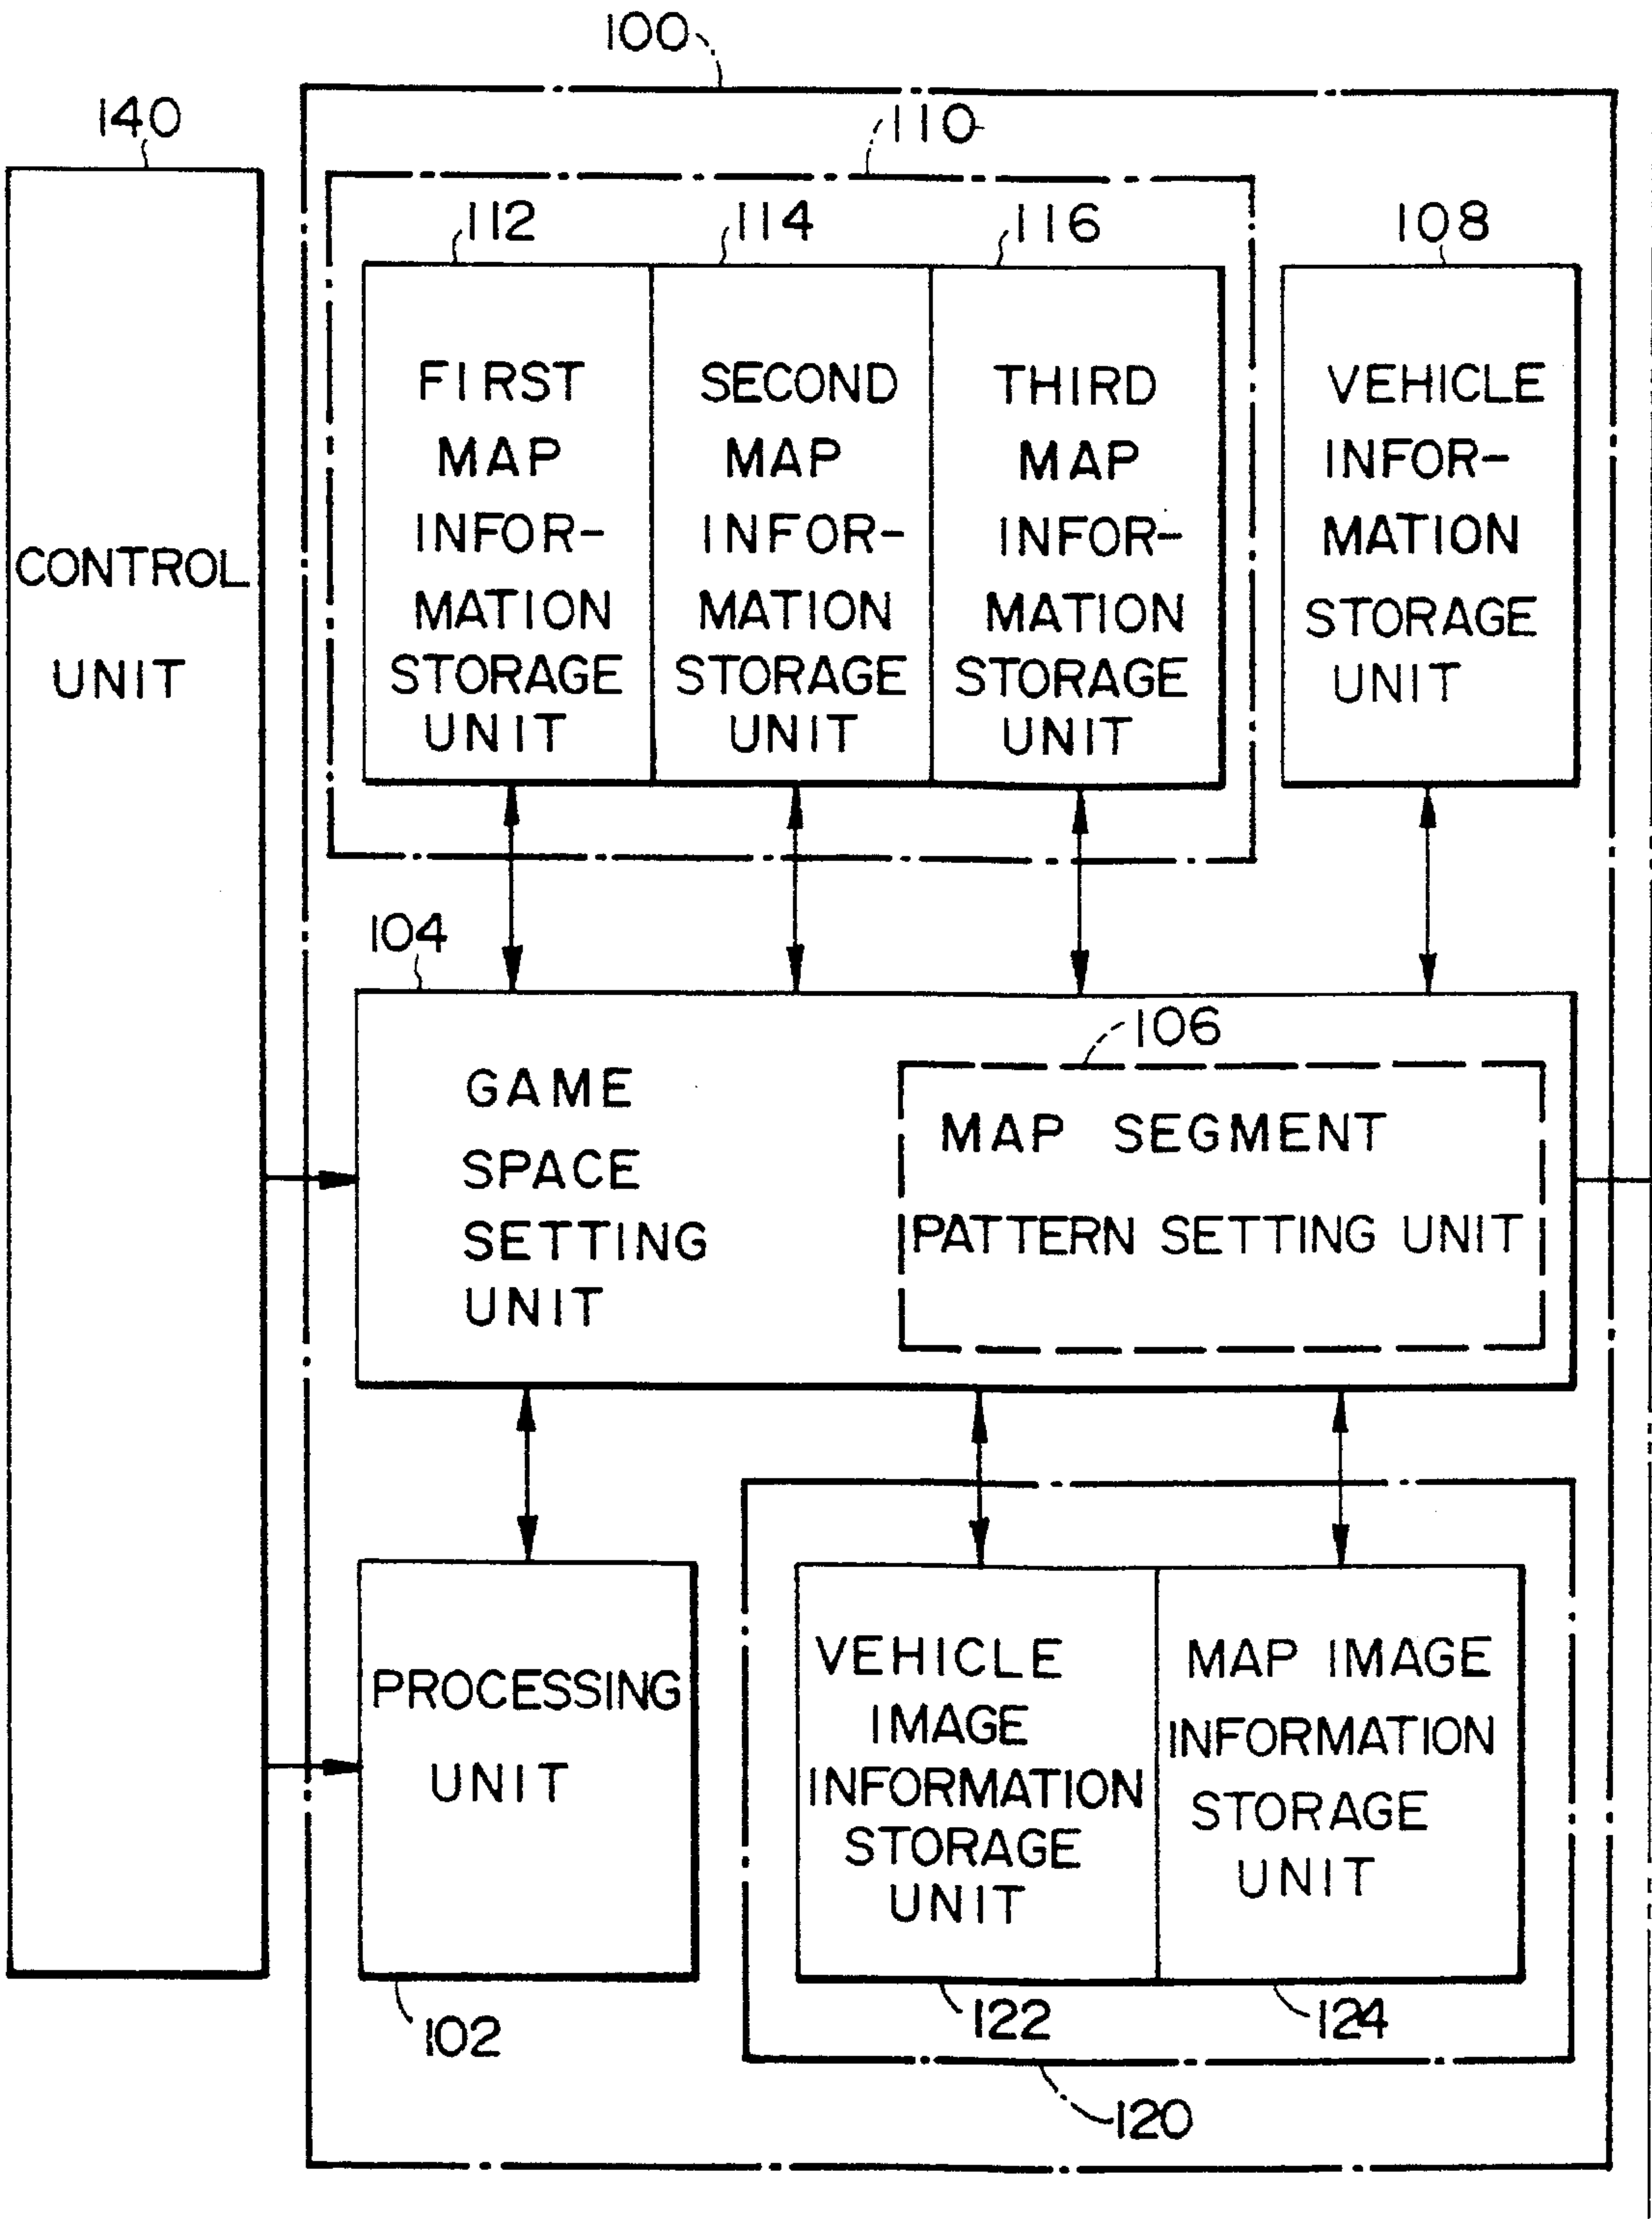 100
140
110
112
114
116
108
FIRST
MAP
INFOR-
MATION
STORAGE
UNIT
SECOND
MAP
INFOR-
MATION
STORAGE
UNIT
THIRD
MAP
INFOR-
MATION
STORAGE
UNIT
VEHICLE
INFOR-
MATION
STORAGE
UNIT
CONTROL
UNIT
104
106
GAME
SPACE
SETTING
UNIT
MAP SEGMENT
PATTERN SETTING UNIT
PROCESSING
UNIT
VEHICLE
IMAGE
INFORMATION
STORAGE
UNIT
MAP IMAGE
INFORMATION
STORAGE
UNIT
102
122
124
120